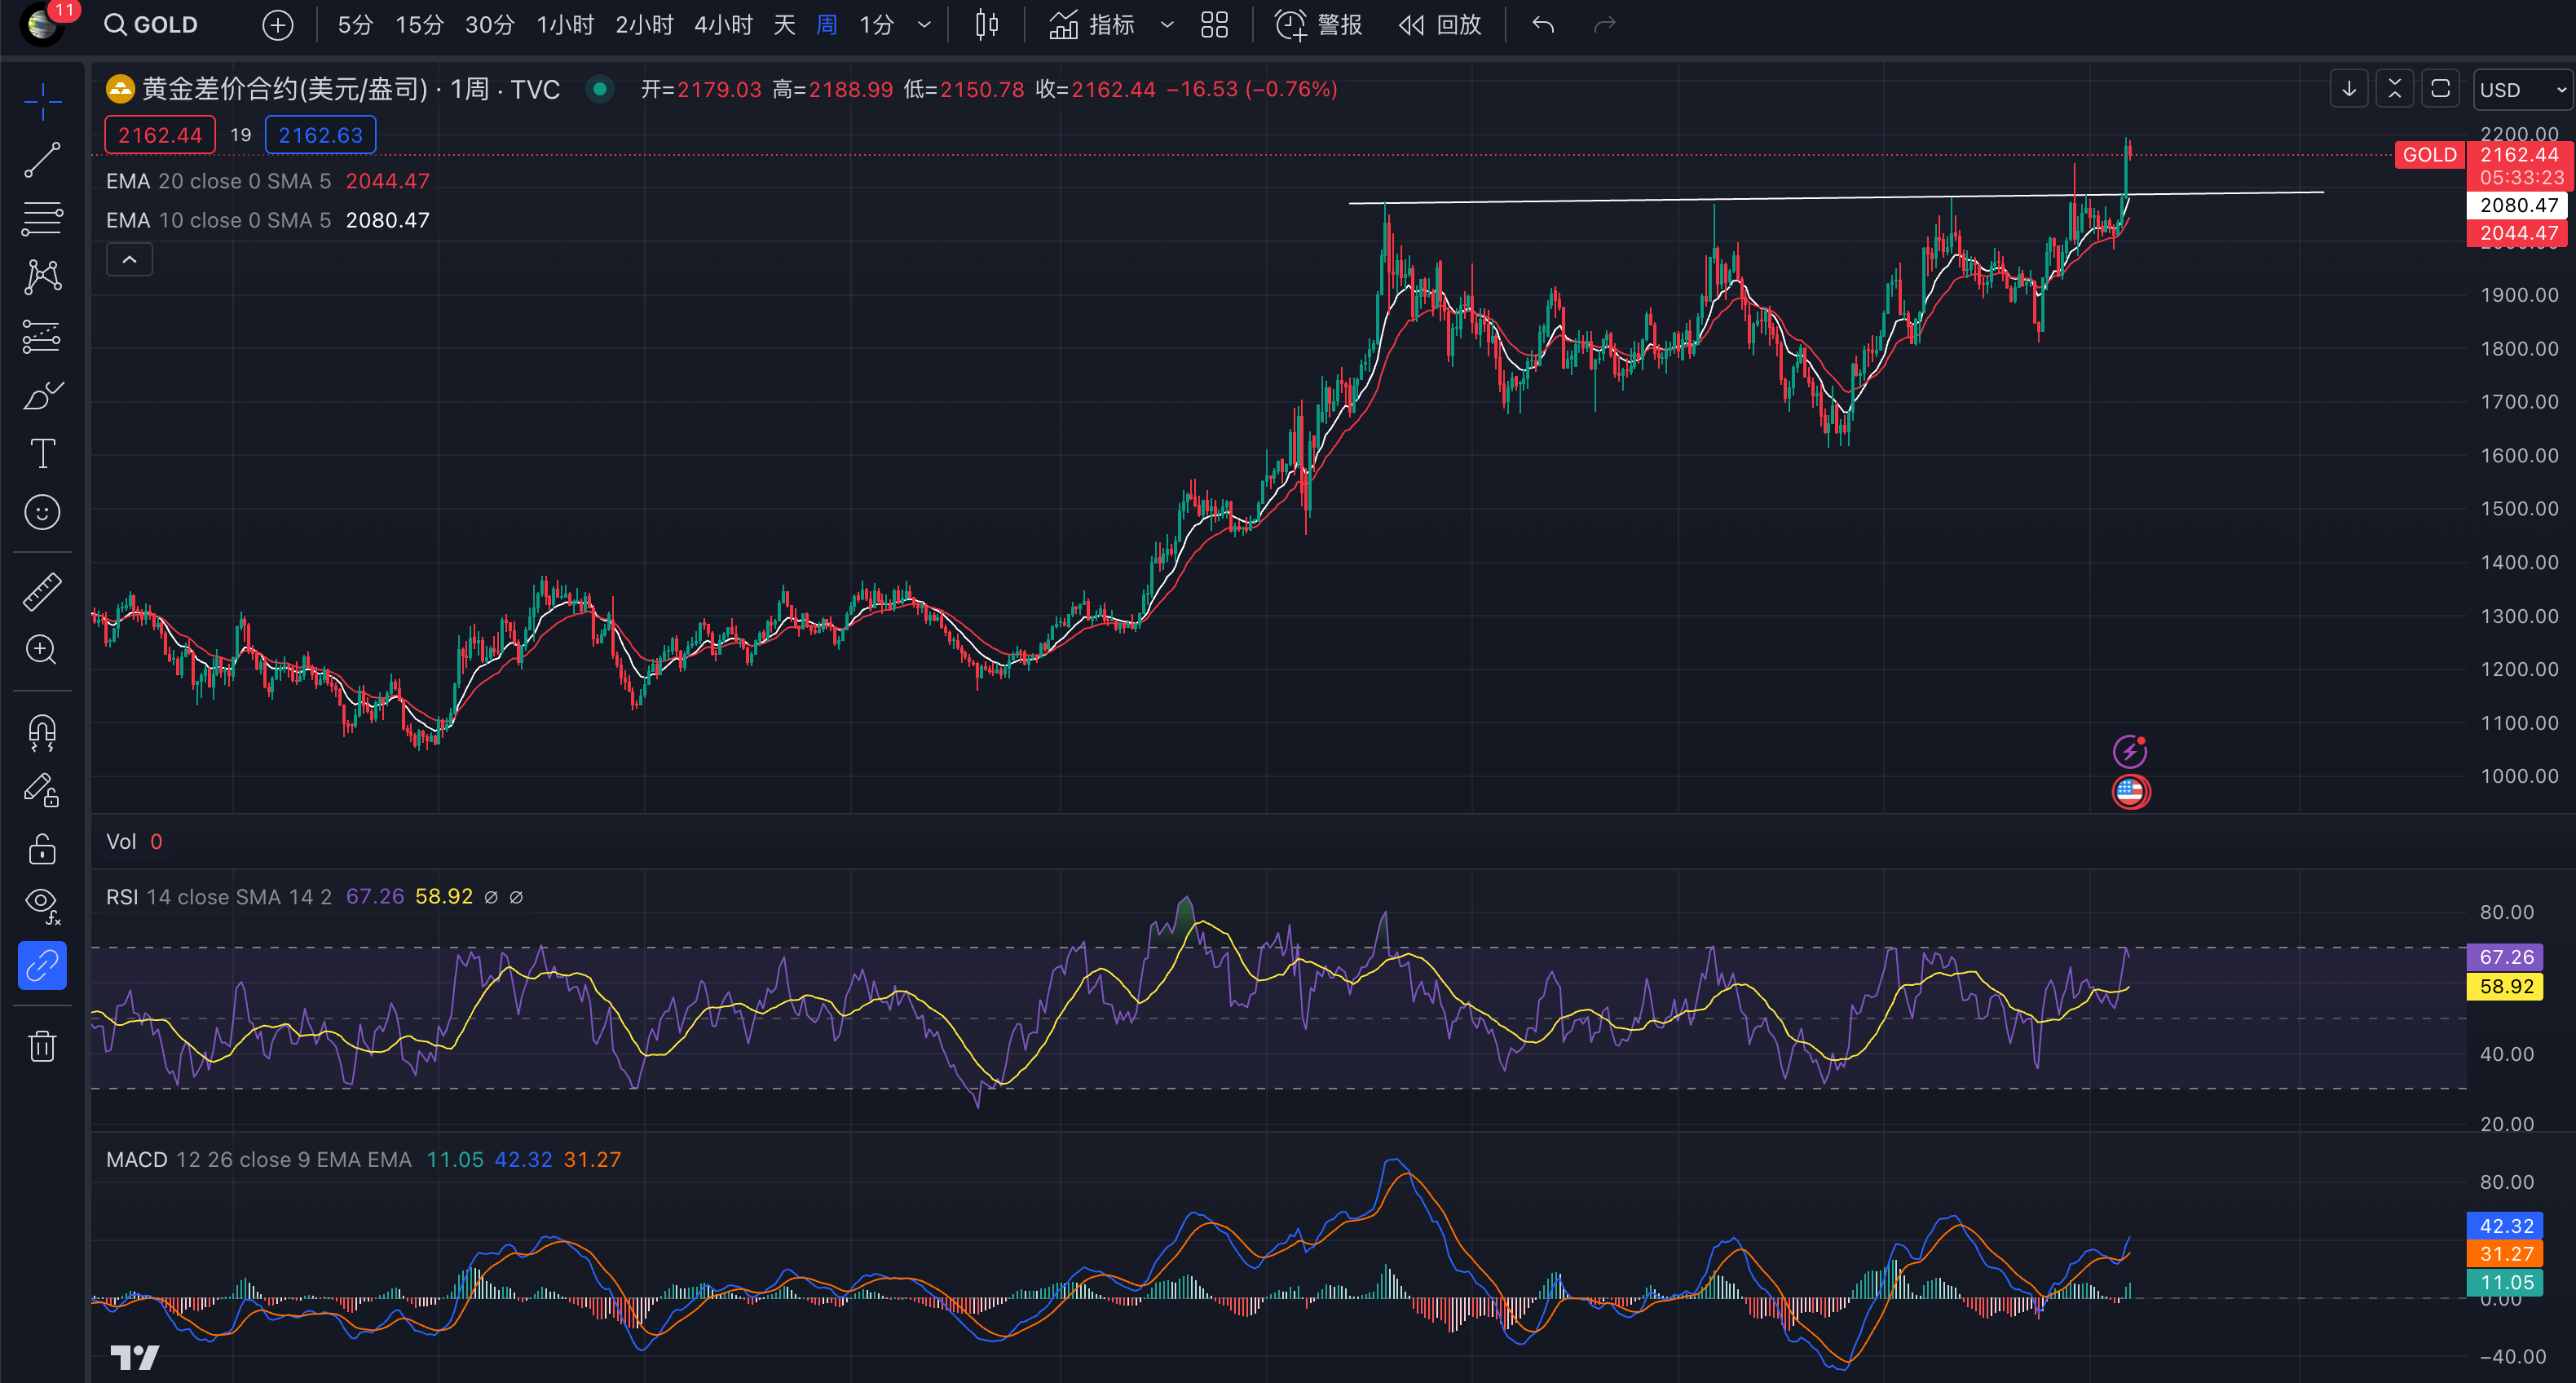 11
GOLD 5分 15分 30分 1小时 2小时 4小时 天 周 1分 指标 警报 回放
黄金差价合约(美元/盎司) · 1周 · TVC 开=2179.03 高=2188.99 低=2150.78 收=2162.44 −16.53 (−0.76%)
USD
2162.44 19 2162.63
EMA 20 close 0 SMA 5 2044.47
EMA 10 close 0 SMA 5 2080.47
2200.00
GOLD 2162.44
05:33:23
2080.47
2044.47
1900.00
1800.00
1700.00
1600.00
1500.00
1400.00
1300.00
1200.00
1100.00
1000.00
Vol 0
RSI 14 close SMA 14 2 67.26 58.92 ∅ ∅
80.00
67.26
58.92
40.00
20.00
MACD 12 26 close 9 EMA EMA 11.05 42.32 31.27
80.00
42.32
31.27
11.05
0.00
−40.00